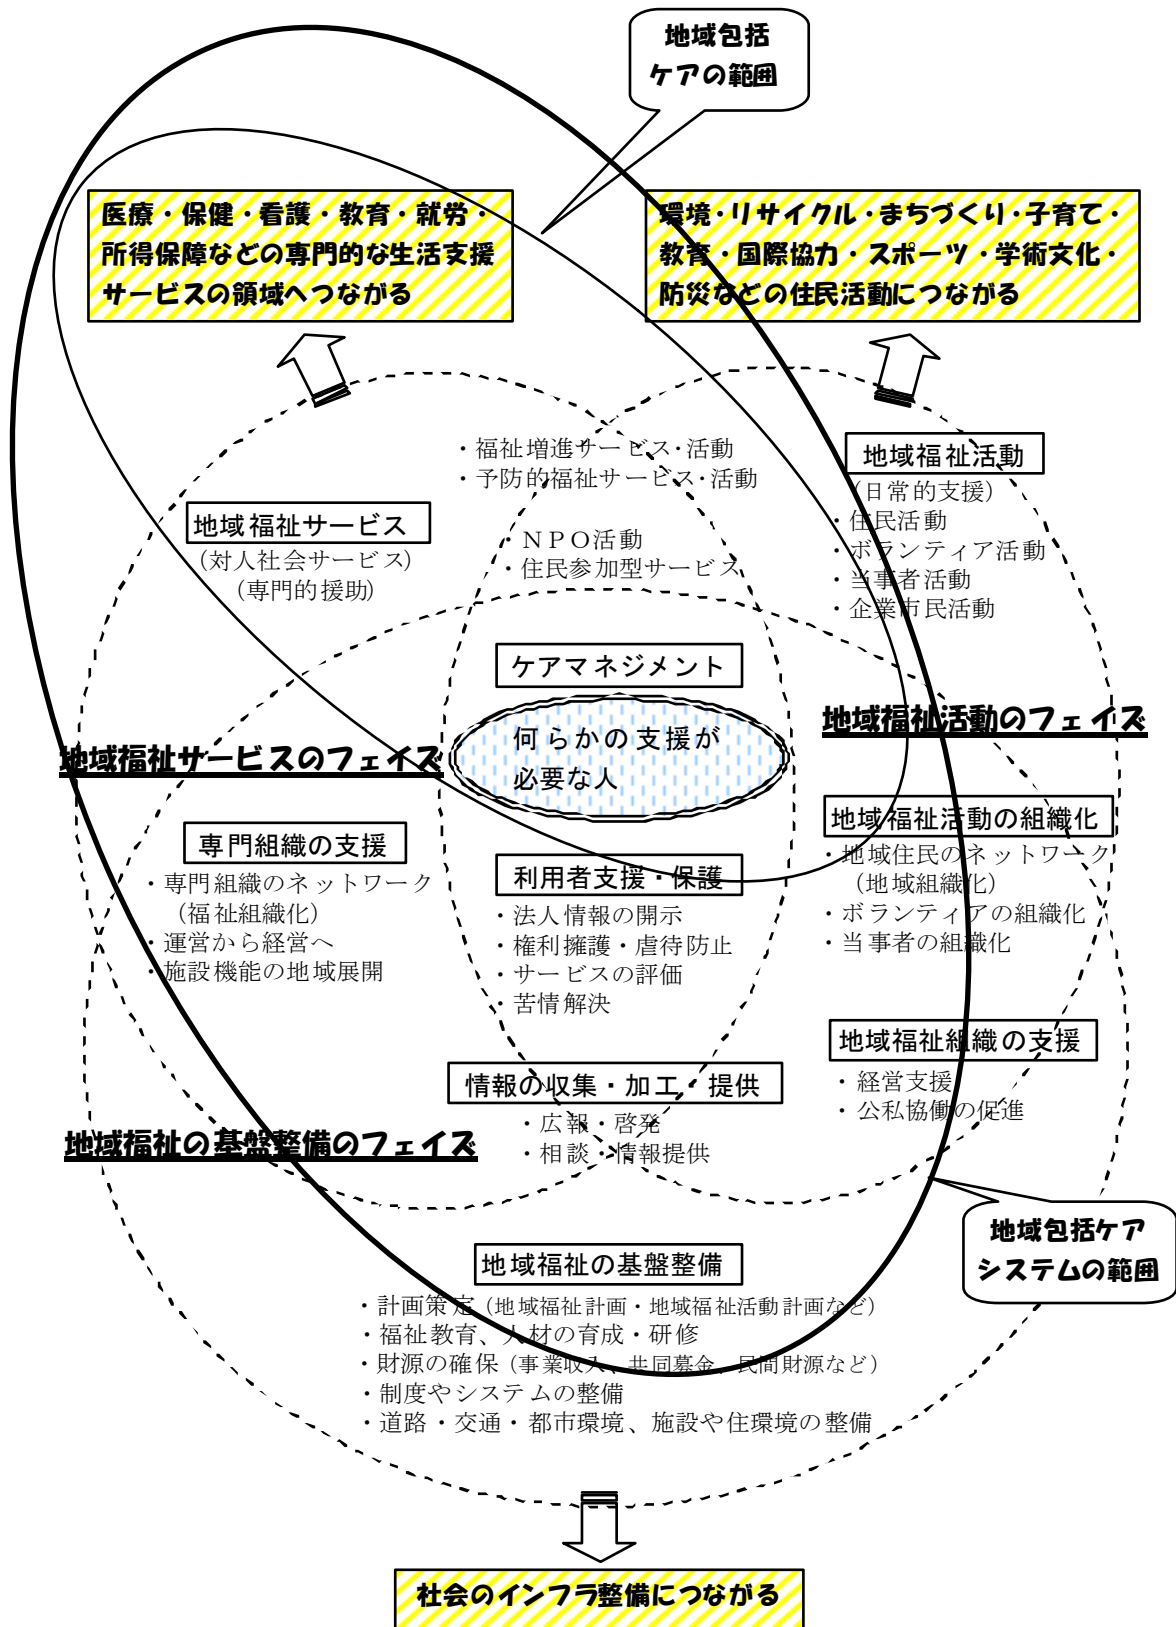 地域包括
ケアの範囲
医療・保健・看護・教育・就労・
所得保障などの専門的な生活支援
サービスの領域へつながる
環境・リサイクル・まちづくり・子育て・
教育・国際協力・スポーツ・学術文化・
防災などの住民活動につながる
・福祉増進サービス・活動
・予防的福祉サービス・活動
地域福祉活動
（日常的支援）
・住民活動
・ボランティア活動
・当事者活動
・企業市民活動
地域福祉サービス
（対人社会サービス）
（専門的援助）
・ＮＰＯ活動
・住民参加型サービス
ケアマネジメント
何らかの支援が
必要な人
地域福祉活動のフェイズ
地域福祉サービスのフェイズ
専門組織の支援
・専門組織のネットワーク
（福祉組織化）
・運営から経営へ
・施設機能の地域展開
利用者支援・保護
・法人情報の開示
・権利擁護・虐待防止
・サービスの評価
・苦情解決
地域福祉活動の組織化
・地域住民のネットワーク
（地域組織化）
・ボランティアの組織化
・当事者の組織化
地域福祉組織の支援
・経営支援
・公私協働の促進
情報の収集・加工・提供
・広報・啓発
・相談・情報提供
地域福祉の基盤整備のフェイズ
地域包括ケア
システムの範囲
地域福祉の基盤整備
・計画策定（地域福祉計画・地域福祉活動計画など）
・福祉教育、人材の育成・研修
・財源の確保（事業収入、共同募金、民間財源など）
・制度やシステムの整備
・道路・交通・都市環境、施設や住環境の整備
社会のインフラ整備につながる